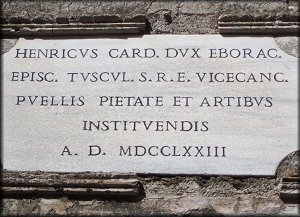 HENRICVS CARD. DVX EBORAC.
EPISC. TVSCVL. S. R. E. VICECANC.
PVELLIS PIETATE ET ARTIBVS
INSTITVENDIS
A. D. MDCCLXXIII